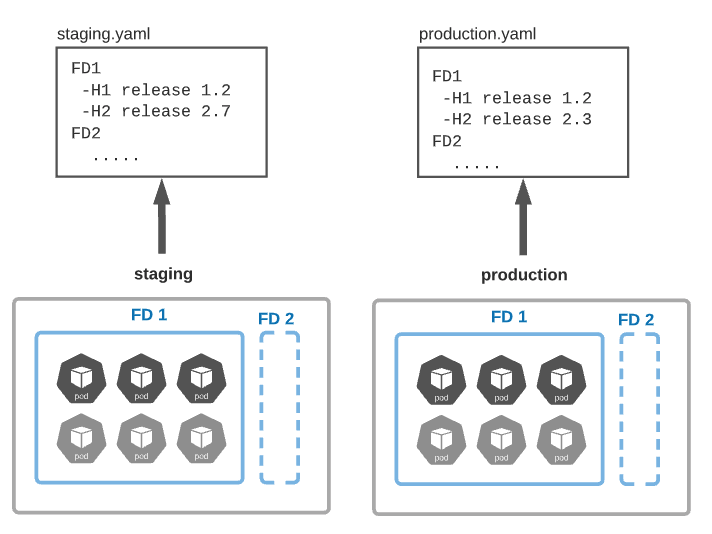 staging.yaml
FD1
-H1 release 1.2
-H2 release 2.7
FD2
.....
production.yaml
FD1
-H1 release 1.2
-H2 release 2.3
FD2
.....
staging
FD 1
FD 2
pod
pod
pod
pod
pod
pod
production
FD 1
FD 2
pod
pod
pod
pod
pod
pod